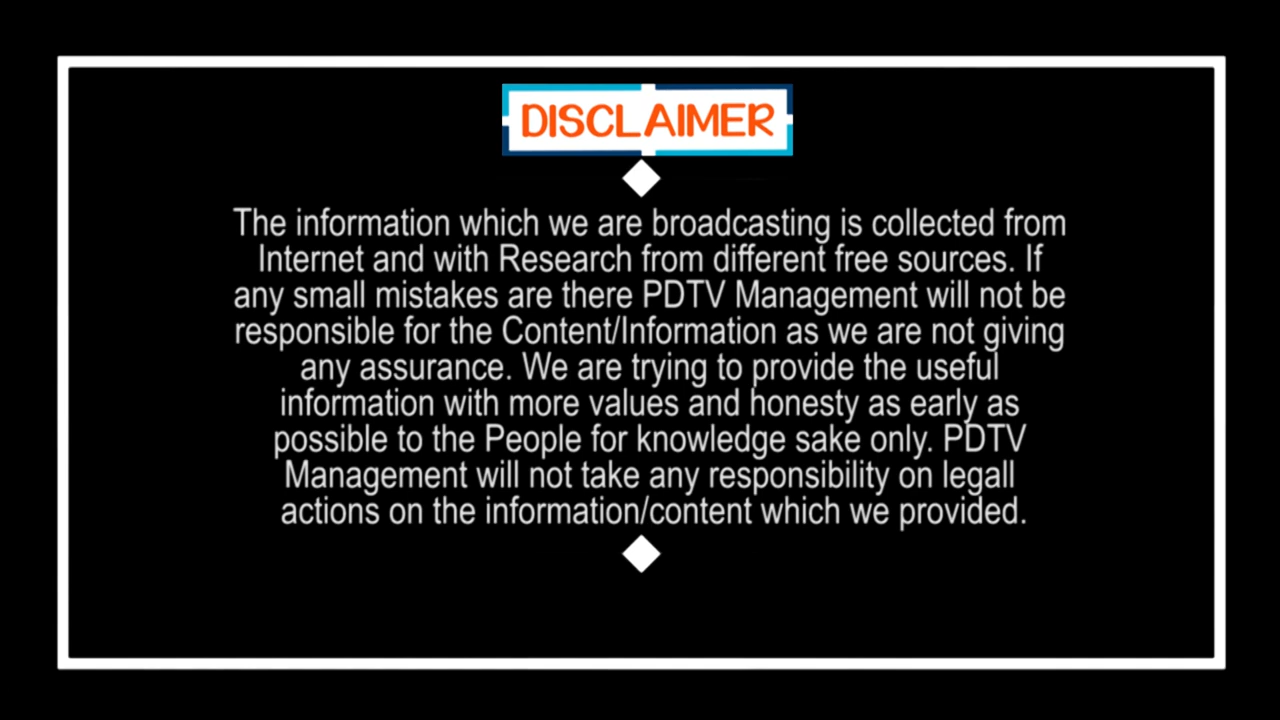 DISCLAIMER
The information which we are broadcasting is collected from
Internet and with Research from different free sources. If
any small mistakes are there PDTV Management will not be
responsible for the Content/Information as we are not giving
any assurance. We are trying to provide the useful
information with more values and honesty as early as
possible to the People for knowledge sake only. PDTV
Management will not take any responsibility on legall
actions on the information/content which we provided.